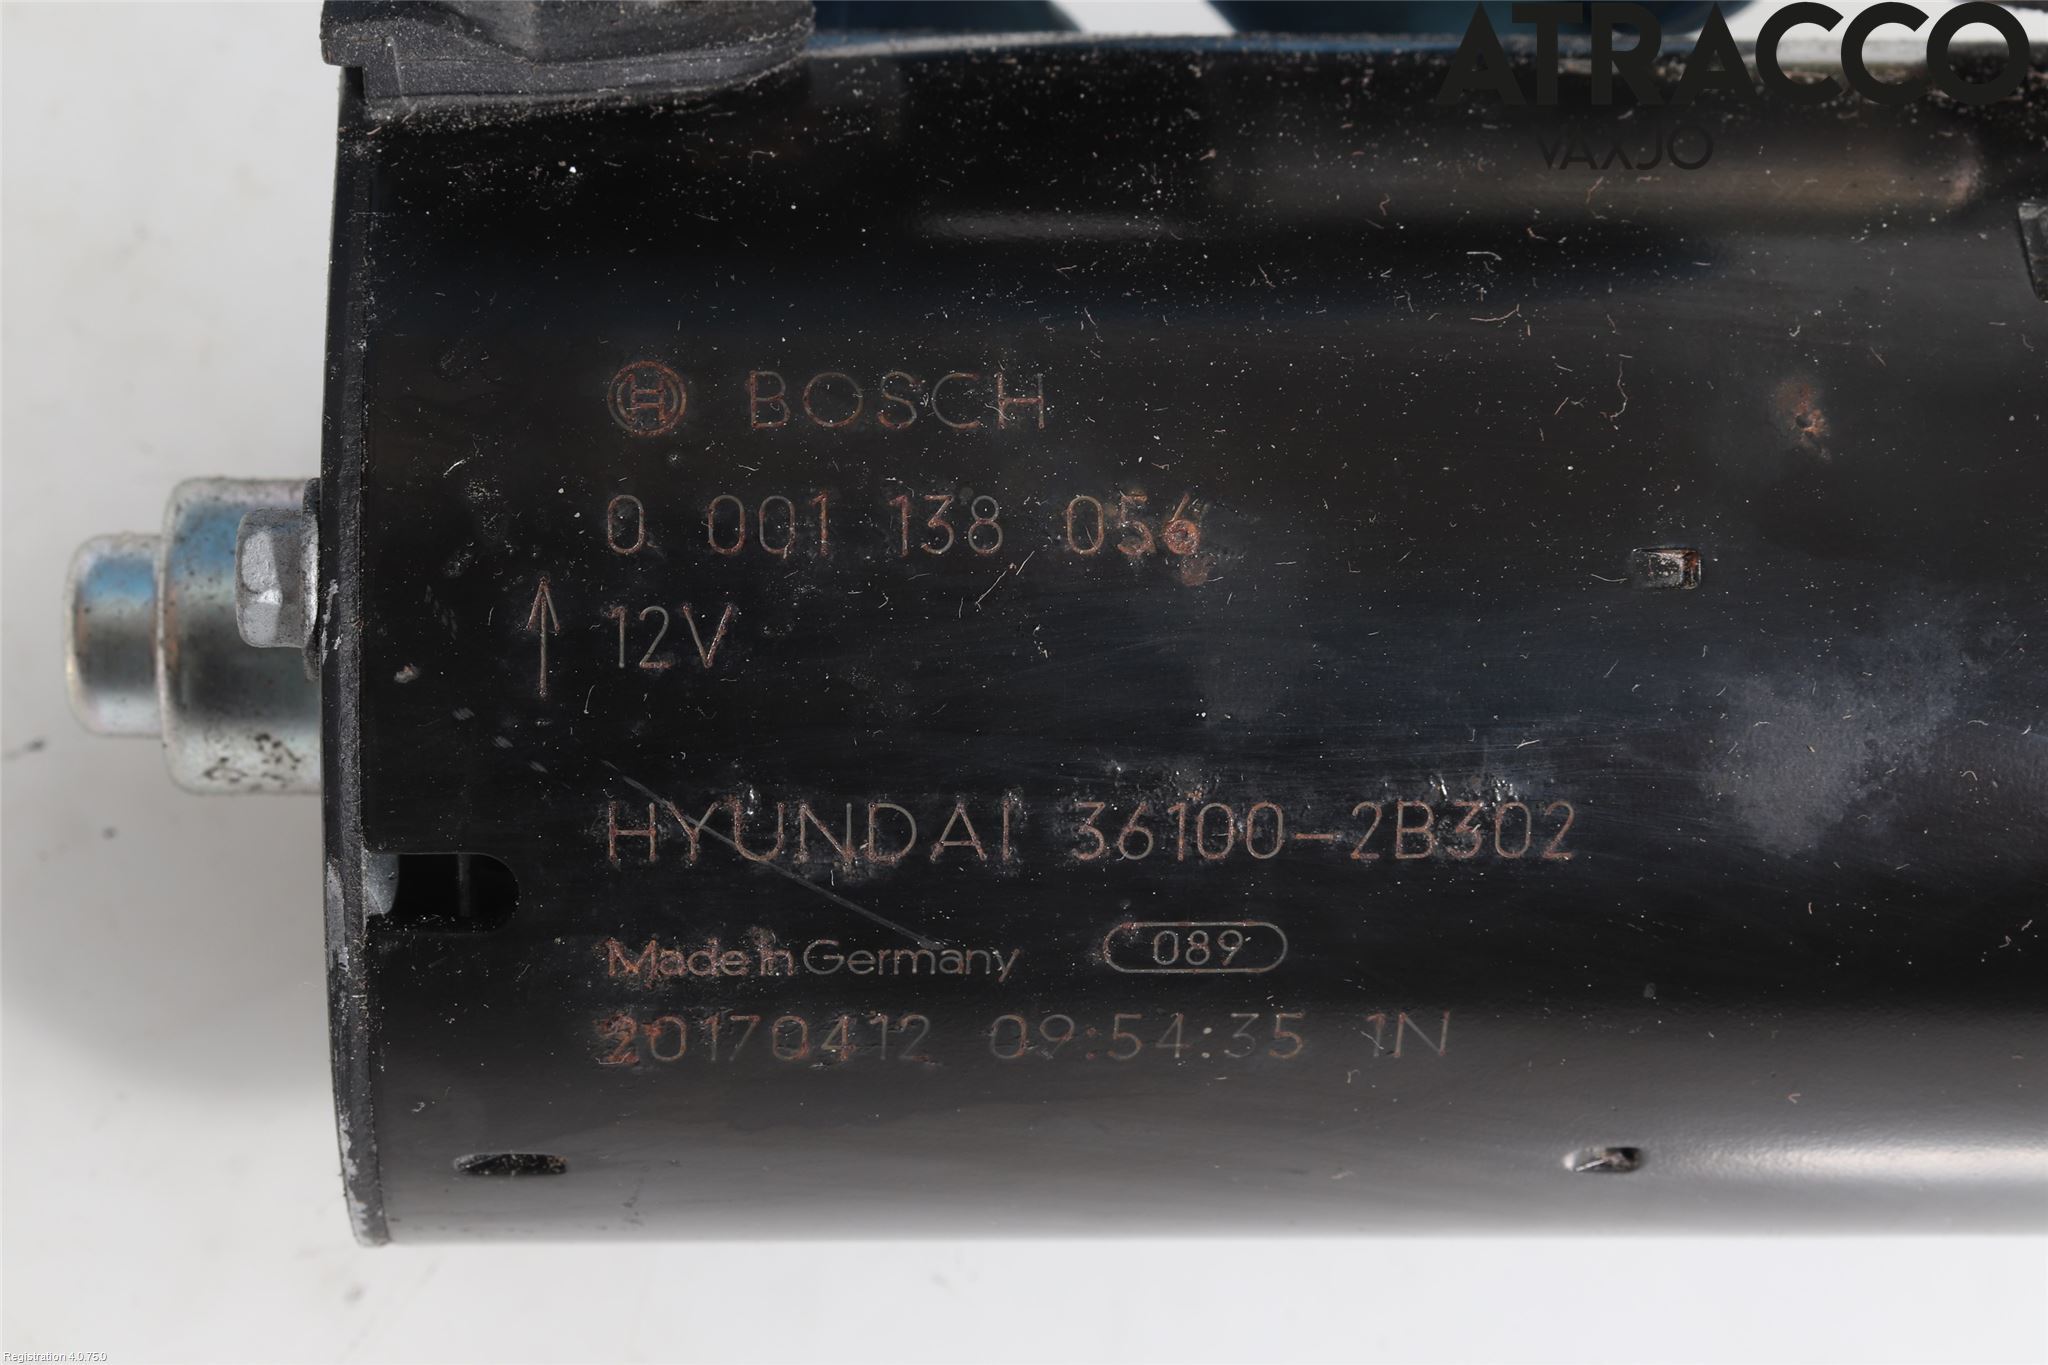 ATRACCO
VAXJO
BOSCH
0 001 138 056
12V
HYUNDAI 36100-2B302
Made in Germany 089
20170412 09:54:35 1N
Registration 4.0.75.0